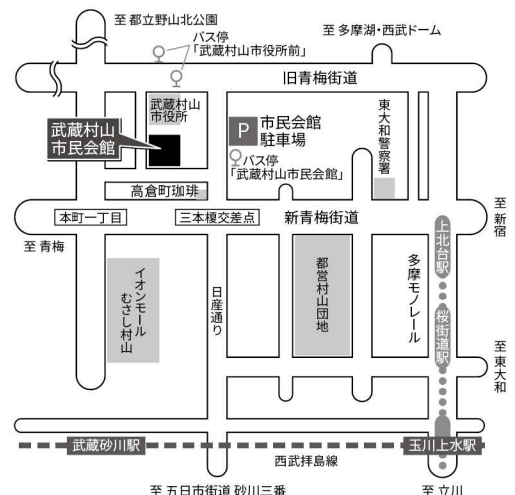 至 都立野山北公園
バス停
「武蔵村山市役所前」
至 多摩湖・西武ドーム
旧青梅街道
武蔵村山
市役所
武蔵村山
市民会館
P
市民会館
駐車場
バス停
「武蔵村山市民会館」
東大和警察署
高倉町珈琲
本町一丁目
三本榎交差点
新青梅街道
至 新宿
至 青梅
上北台駅
イオンモール
むさし村山
日産通り
都営村山団地
多摩モノレール
桜街道駅
至 東大和
武蔵砂川駅
玉川上水駅
西武拝島線
至 五日市街道 砂川三番
至 立川